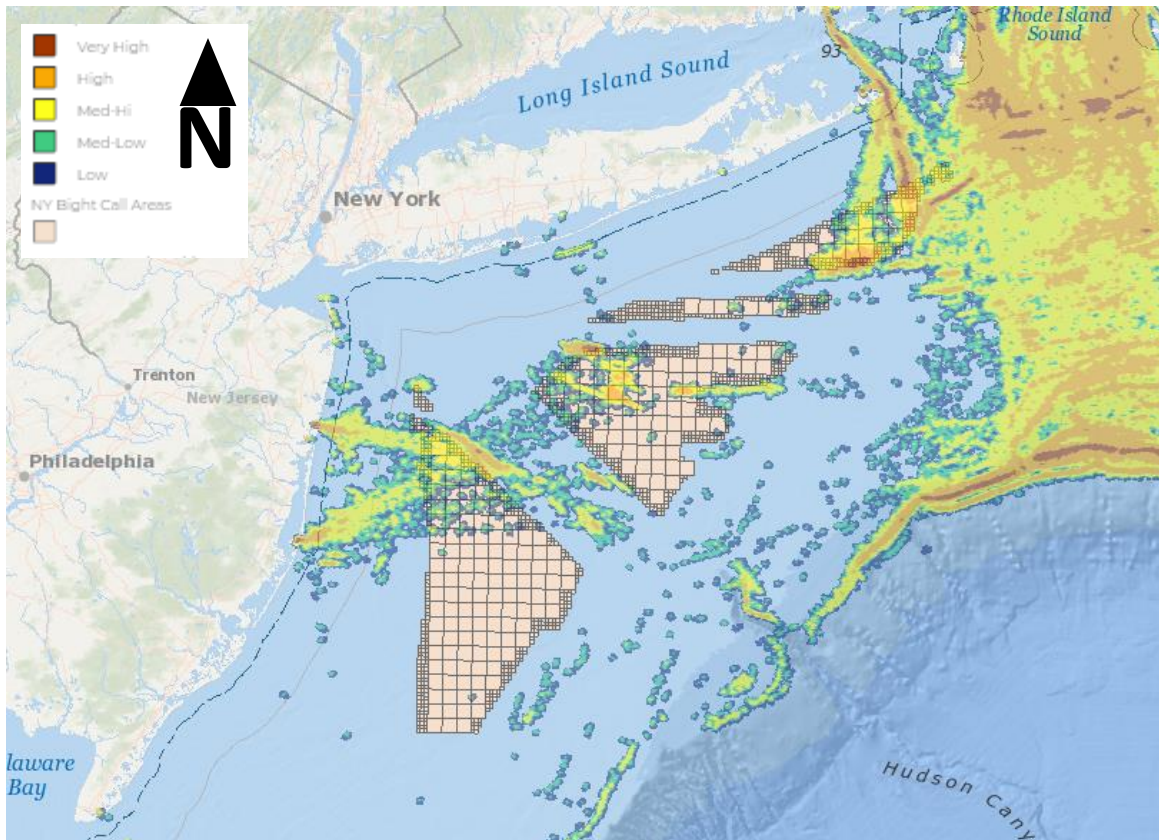 Very High
High
Med-Hi
Med-Low
Low
NY Bight Call Areas
N
Rhode Island
Sound
93
Long Island Sound
New York
Trenton
New Jersey
Philadelphia
laware
Bay
Hudson Cany